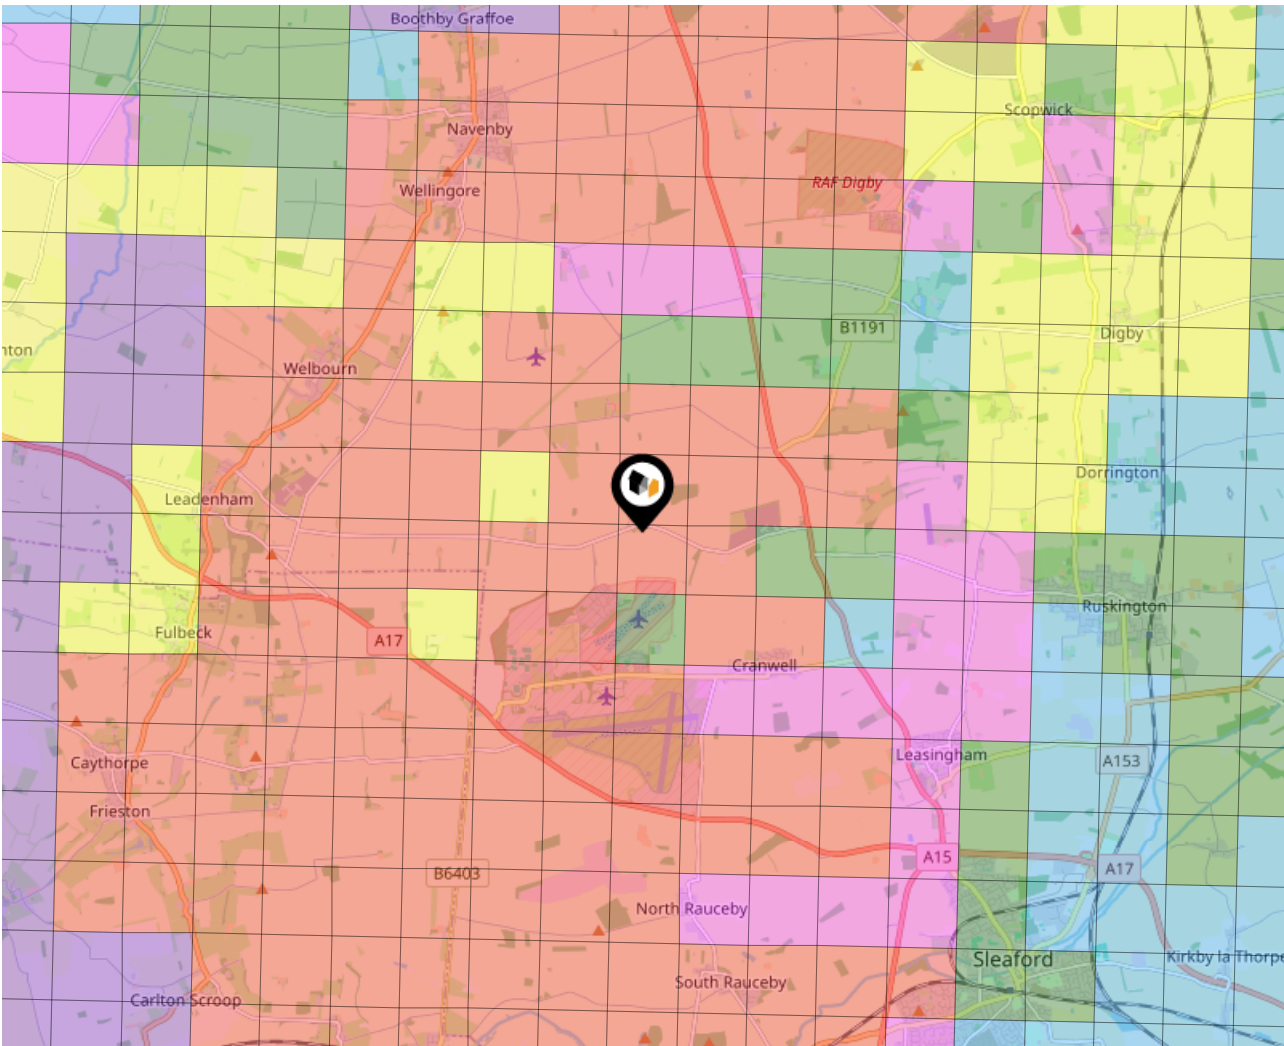 Boothby Graffoe
Scopwick
Navenby
RAF Digby
Wellingore
B1191
Digby
Welbourn
Dorrington
Leadenham
Ruskington
Fulbeck
A17
Cranwell
Leasingham
A153
Caythorpe
Frieston
A15
A17
B6403
North Rauceby
Sleaford
Kirkby la Thorpe
South Rauceby
Carlton Scroop